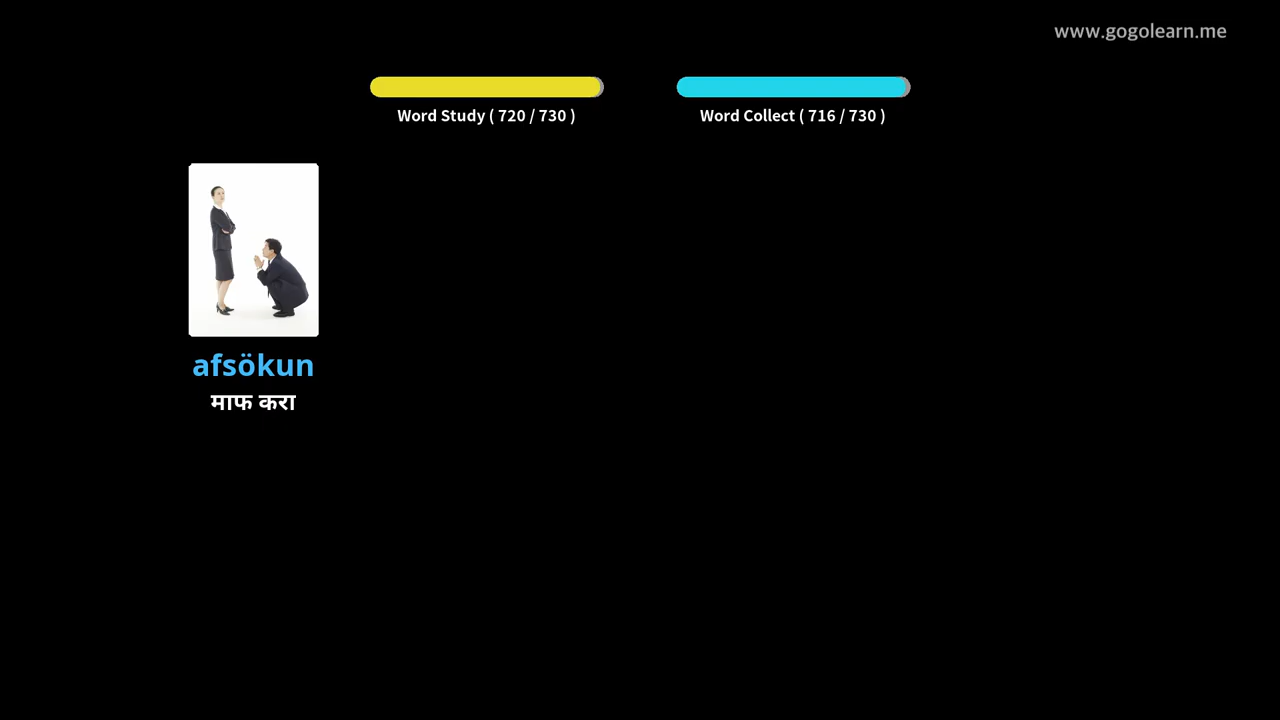 www.gogolearn.me
Word Study ( 720 / 730 )
Word Collect ( 716 / 730 )
afsökun
माफ करा